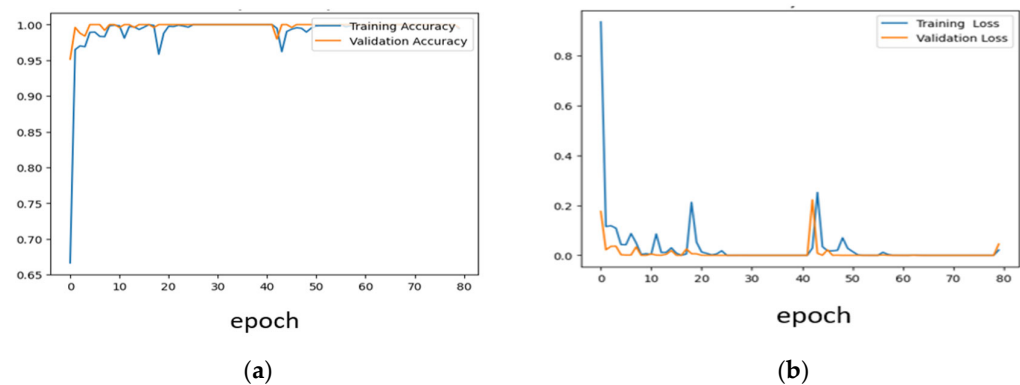 1.00
0.95
0.90
0.85
0.80
0.75
0.70
0.65
0 10 20 30 40 50 60 70 80
Training Accuracy
Validation Accuracy
epoch
(a)
0.8
0.6
0.4
0.2
0.0
0 10 20 30 40 50 60 70 80
Training Loss
Validation Loss
epoch
(b)